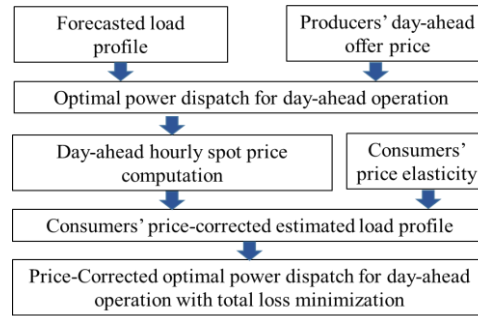 Forecasted load
profile
Producers' day-ahead
offer price
Optimal power dispatch for day-ahead operation
Day-ahead hourly spot price
computation
Consumers'
price elasticity
Consumers' price-corrected estimated load profile
Price-Corrected optimal power dispatch for day-ahead
operation with total loss minimization